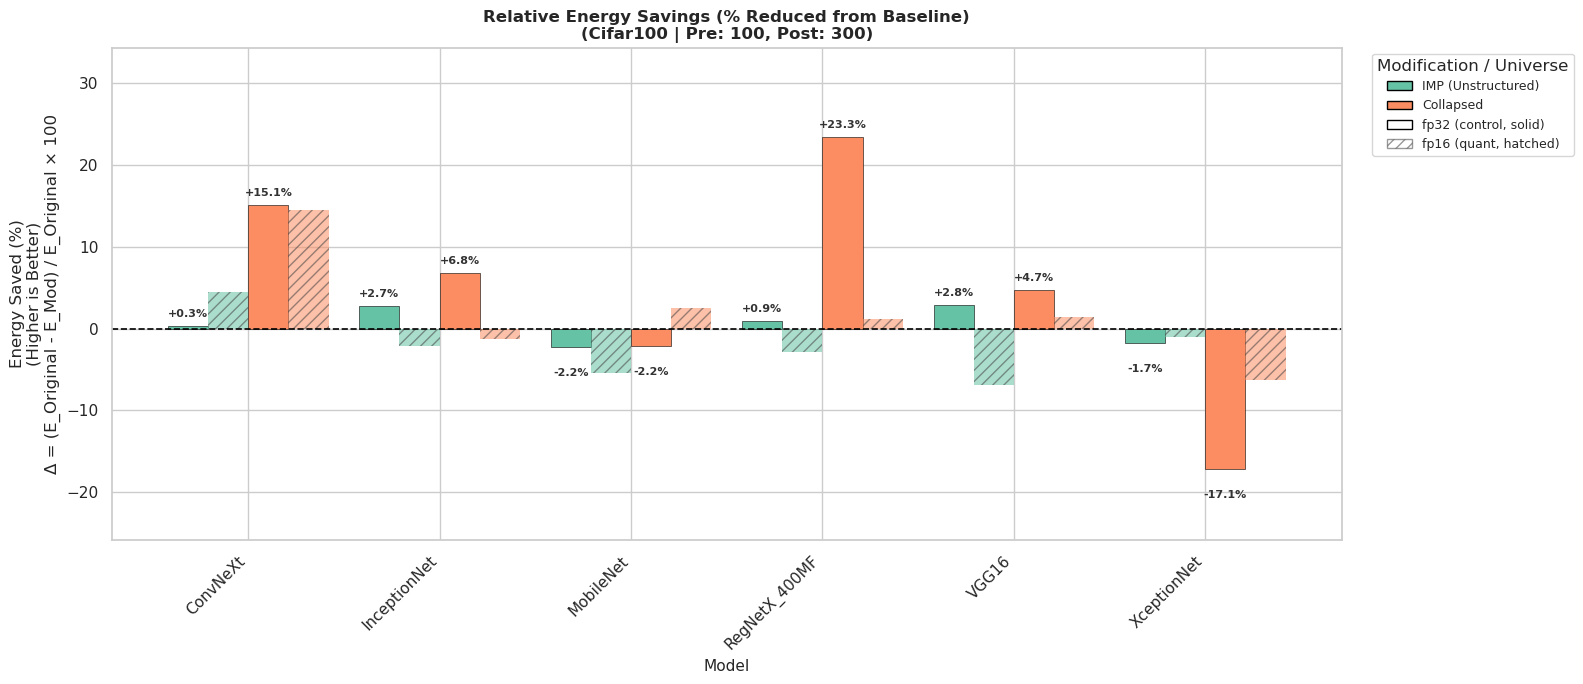 Relative Energy Savings (% Reduced from Baseline)
(Cifar100 | Pre: 100, Post: 300)
Energy Saved (%)
(Higher is Better)
Δ = (E_Original - E_Mod) / E_Original × 100
30
20
10
0
−10
−20
+0.3%
+15.1%
+2.7%
+6.8%
-2.2%
-2.2%
+0.9%
+23.3%
+2.8%
+4.7%
-1.7%
-17.1%
ConvNeXt
InceptionNet
MobileNet
RegNetX_400MF
VGG16
XceptionNet
Model
Modification / Universe
IMP (Unstructured)
Collapsed
fp32 (control, solid)
fp16 (quant, hatched)